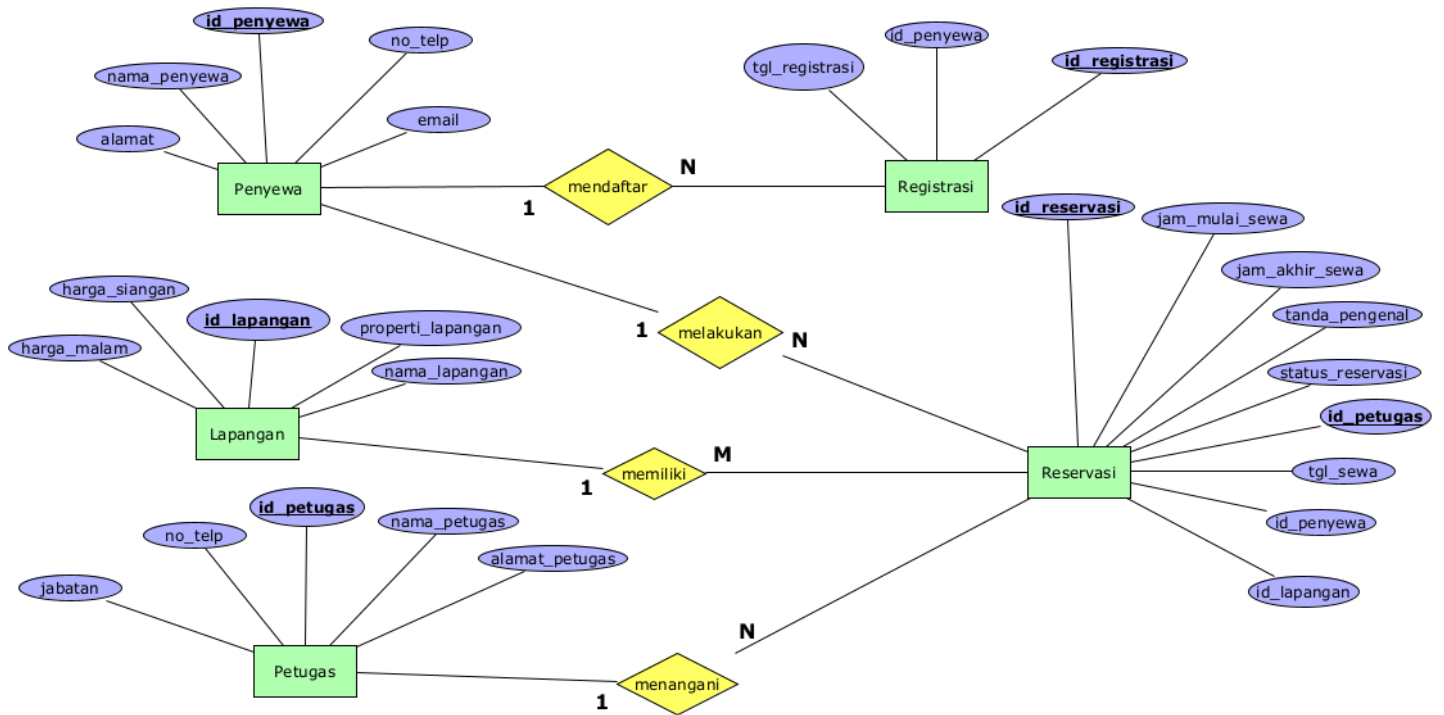 id_penyewa
no_telp
nama_penyewa
alamat
email
Penyewa
mendaftar
1
N
tgl_registrasi
id_penyewa
id_registrasi
Registrasi
melakukan
1
N
harga_siangan
id_lapangan
properti_lapangan
harga_malam
nama_lapangan
Lapangan
memiliki
1
M
id_reservasi
jam_mulai_sewa
jam_akhir_sewa
tanda_pengenal
status_reservasi
id_petugas
tgl_sewa
id_penyewa
id_lapangan
Reservasi
id_petugas
nama_petugas
no_telp
alamat_petugas
jabatan
Petugas
menangani
1
N